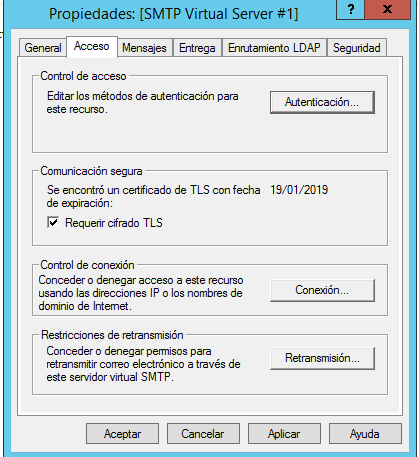 Propiedades: [SMTP Virtual Server #1]
? x
General Acceso Mensajes Entrega Enrutamiento LDAP Seguridad
Control de acceso
Editar los métodos de autenticación para
este recurso.
Autenticación...
Comunicación segura
Se encontró un certificado de TLS con fecha
de expiración:
19/01/2019
Requerir cifrado TLS
Control de conexión
Conceder o denegar acceso a este recurso
usando las direcciones IP o los nombres de
dominio de Internet.
Conexión...
Restricciones de retransmisión
Conceder o denegar permisos para
retransmitir correo electrónico a través de
este servidor virtual SMTP.
Retransmisión...
Aceptar Cancelar Aplicar Ayuda